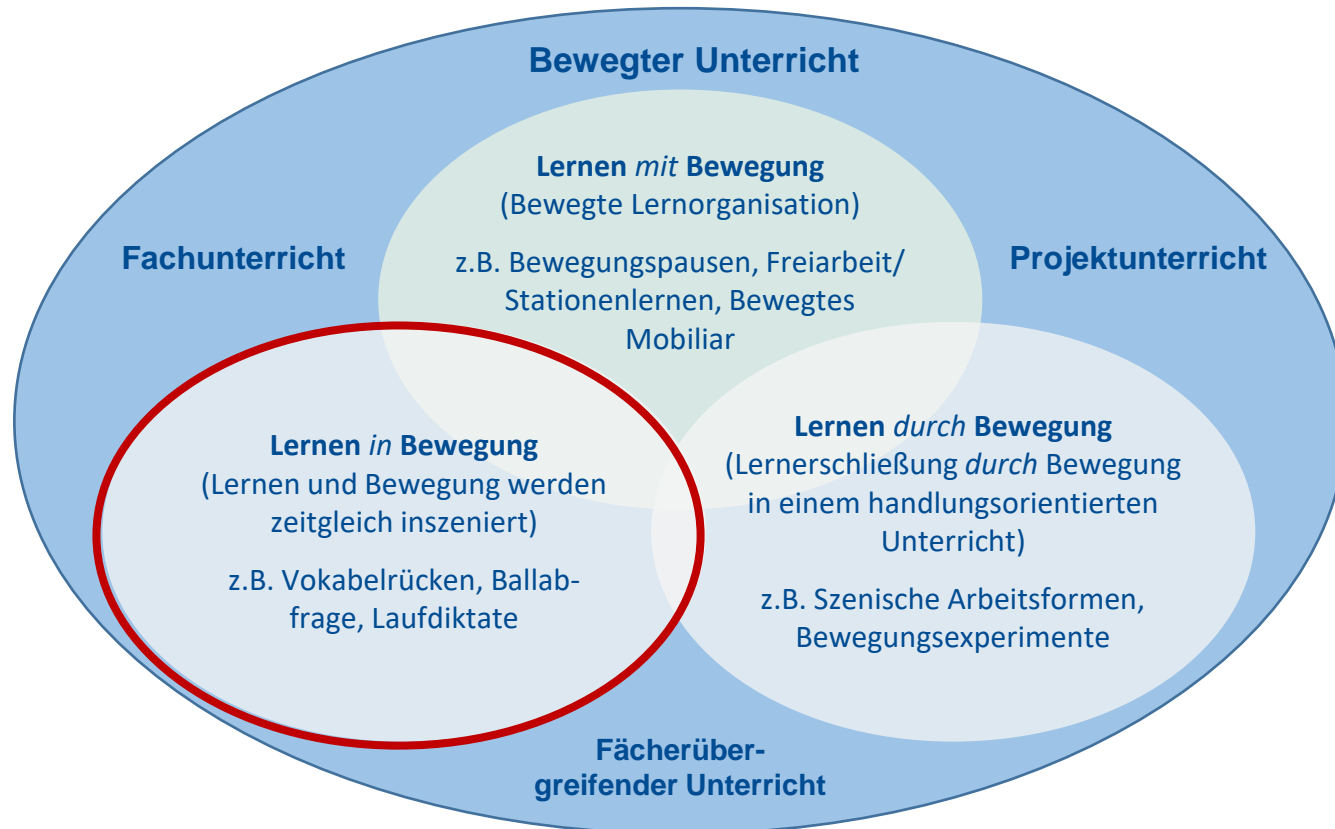 Bewegter Unterricht
Lernen mit Bewegung
(Bewegte Lernorganisation)
z.B. Bewegungspausen, Freiarbeit/
Stationenlernen, Bewegtes
Mobiliar
Fachunterricht
Projektunterricht
Lernen in Bewegung
(Lernen und Bewegung werden
zeitgleich inszeniert)
z.B. Vokabelrücken, Ballab-
frage, Laufdiktate
Lernen durch Bewegung
(Lernerschließung durch Bewegung
in einem handlungsorientierten
Unterricht)
z.B. Szenische Arbeitsformen,
Bewegungsexperimente
Fächerüber-
greifender Unterricht